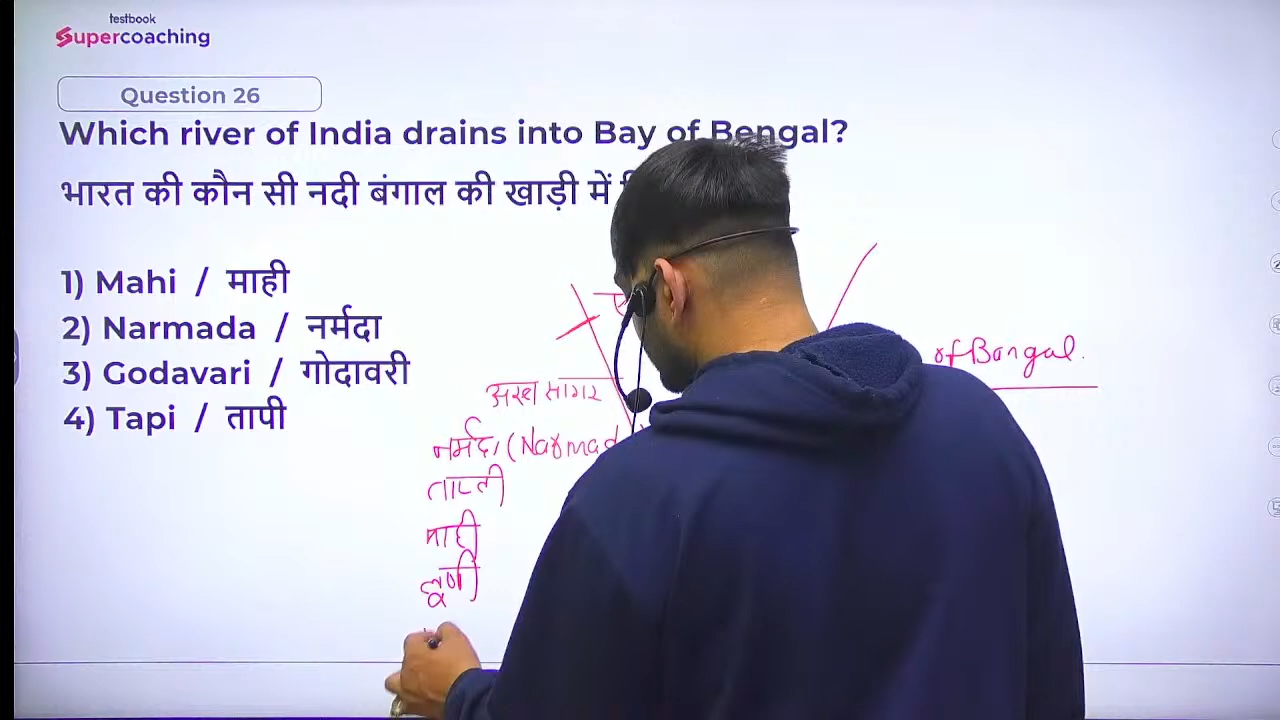 testbook
Supercoaching
Question 26
Which river of India drains into Bay of Bengal?
भारत की कौन सी नदी बंगाल की खाड़ी में
1) Mahi / माही
2) Narmada / नर्मदा
3) Godavari / गोदावरी
4) Tapi / तापी
of Bengal.
अरब सागर
नर्मदा (Narmad
ताप्ती
माही
लूणी